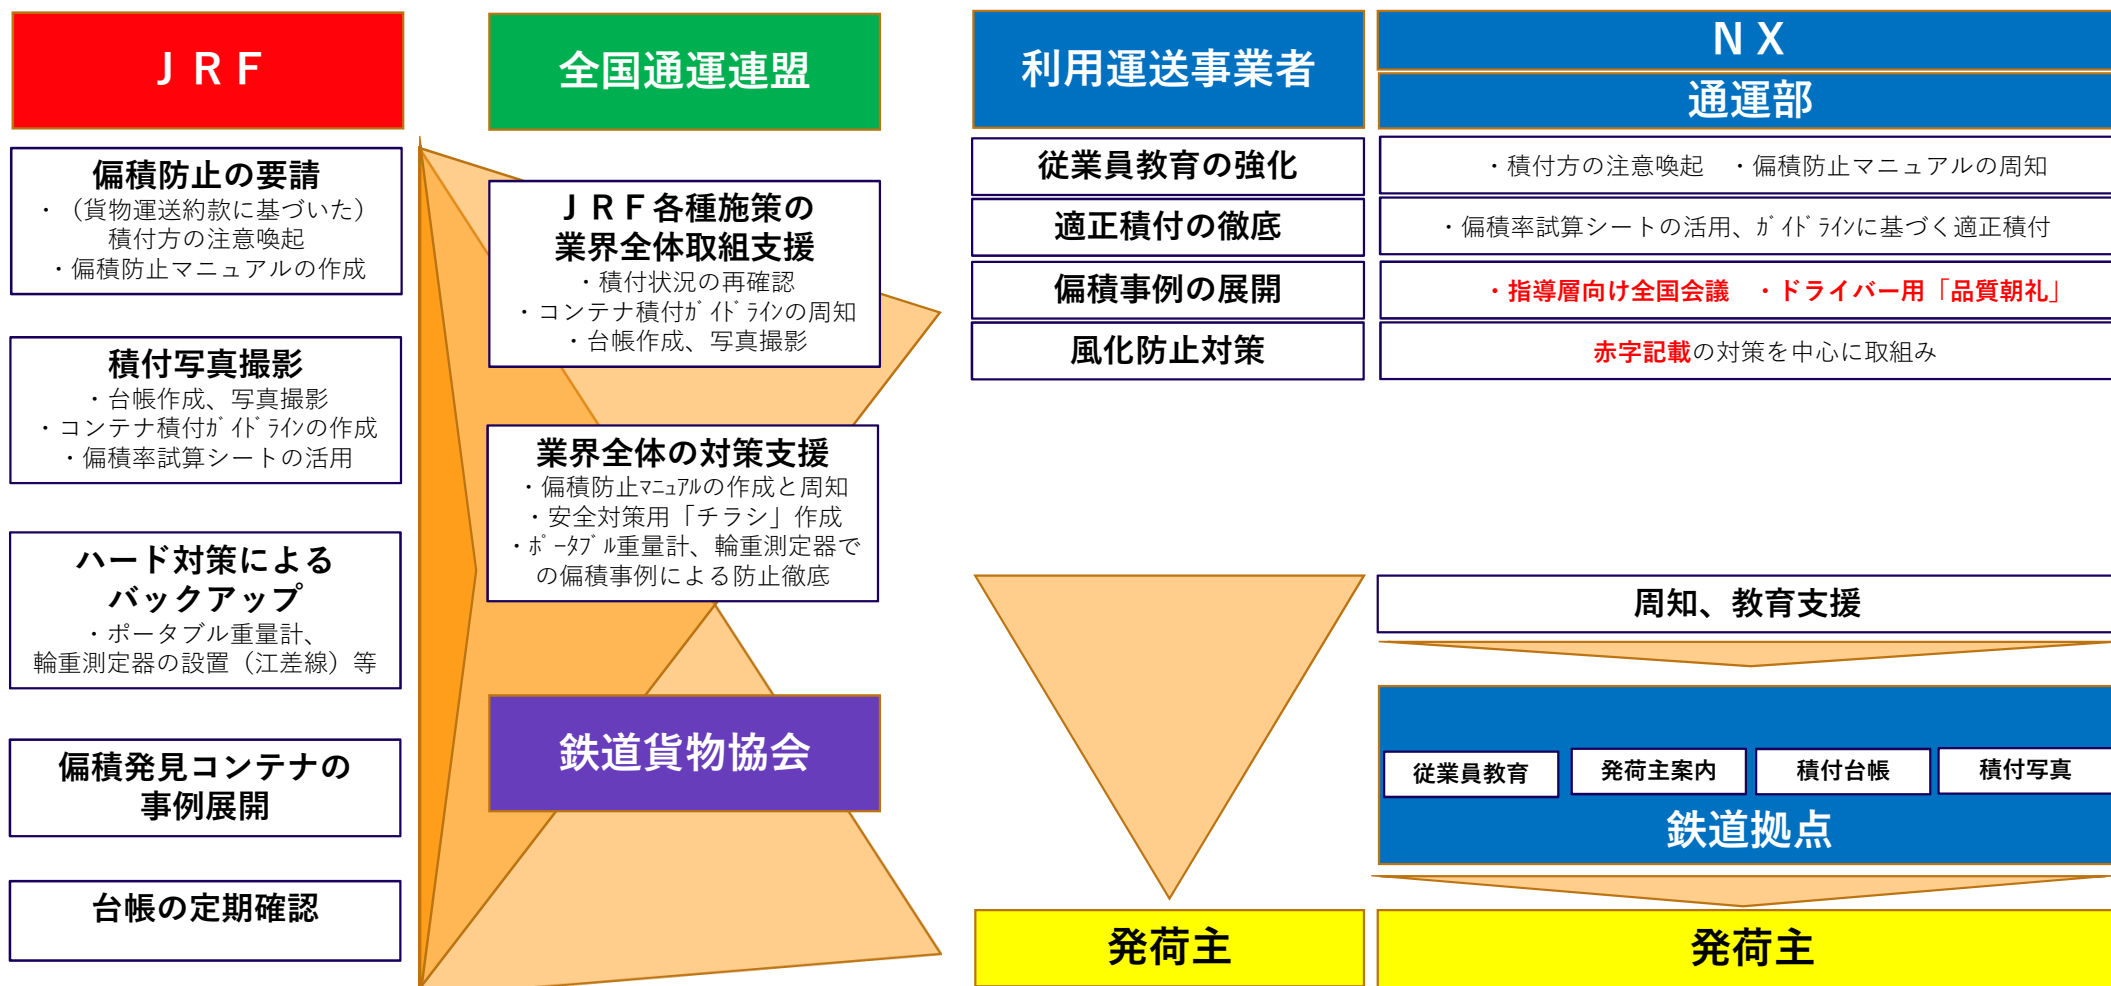 ＪＲＦ
偏積防止の要請
・（貨物運送約款に基づいた）
積付方の注意喚起
・偏積防止マニュアルの作成
積付写真撮影
・台帳作成、写真撮影
・コンテナ積付ｶﾞｲﾄﾞﾗｲﾝの作成
・偏積率試算シートの活用
ハード対策による
バックアップ
・ポータブル重量計、
輪重測定器の設置（江差線）等
偏積発見コンテナの
事例展開
台帳の定期確認
全国通運連盟
ＪＲＦ各種施策の
業界全体取組支援
・積付状況の再確認
・コンテナ積付ｶﾞｲﾄﾞﾗｲﾝの周知
・台帳作成、写真撮影
業界全体の対策支援
・偏積防止ﾏﾆｭｱﾙの作成と周知
・安全対策用「チラシ」作成
・ﾎﾟｰﾀﾌﾞﾙ重量計、輪重測定器で
の偏積事例による防止徹底
鉄道貨物協会
利用運送事業者
従業員教育の強化
適正積付の徹底
偏積事例の展開
風化防止対策
発荷主
ＮＸ
通運部
・積付方の注意喚起　・偏積防止マニュアルの周知
・偏積率試算シートの活用、ｶﾞｲﾄﾞﾗｲﾝに基づく適正積付
・指導層向け全国会議　・ドライバー用「品質朝礼」
赤字記載の対策を中心に取組み
周知、教育支援
従業員教育　発荷主案内　積付台帳　積付写真
鉄道拠点
発荷主